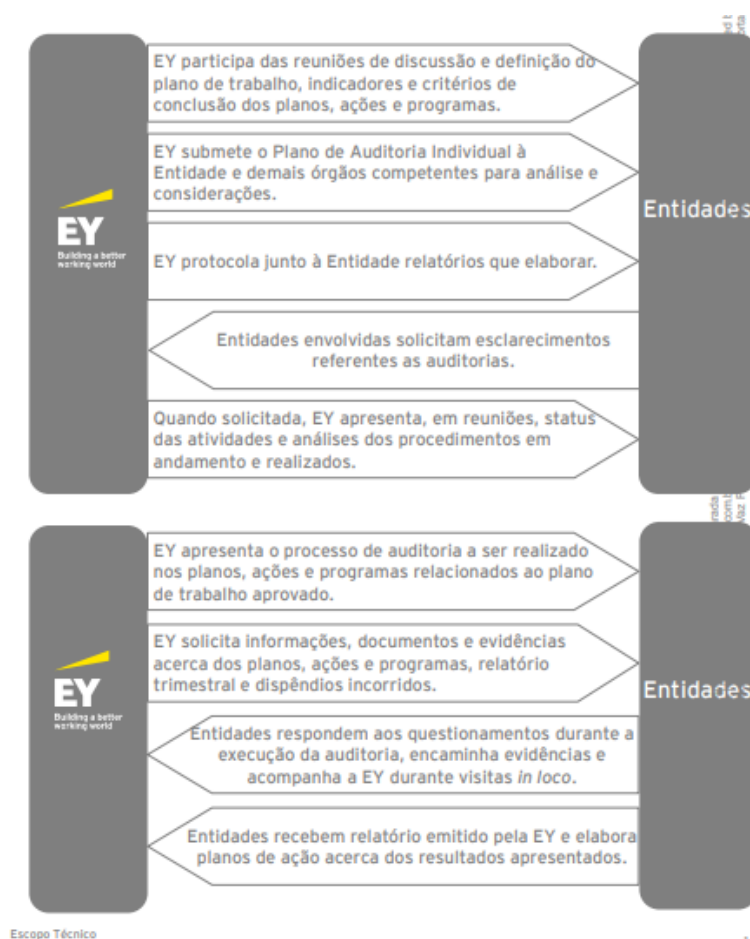 EY participa das reuniões de discussão e definição do
plano de trabalho, indicadores e critérios de
conclusão dos planos, ações e programas.
EY submete o Plano de Auditoria Individual à
Entidade e demais órgãos competentes para análise e
considerações.
EY
Building a better
working world
Entidades
EY protocola junto à Entidade relatórios que elaborar.
Entidades envolvidas solicitam esclarecimentos
referentes as auditorias.
Quando solicitada, EY apresenta, em reuniões, status
das atividades e análises dos procedimentos em
andamento e realizados.
EY apresenta o processo de auditoria a ser realizado
nos planos, ações e programas relacionados ao plano
de trabalho aprovado.
EY solicita informações, documentos e evidências
acerca dos planos, ações e programas, relatório
trimestral e dispêndios incorridos.
EY
Building a better
working world
Entidades
Entidades respondem aos questionamentos durante a
execução da auditoria, encaminha evidências e
acompanha a EY durante visitas in loco.
Entidades recebem relatório emitido pela EY e elabora
planos de ação acerca dos resultados apresentados.
Escopo Técnico